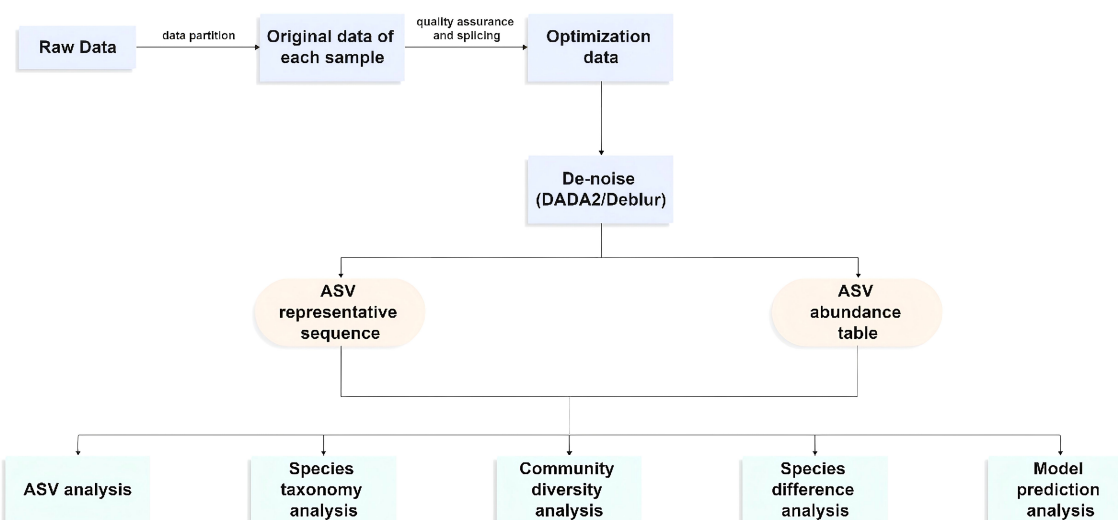 Raw Data
data partition
Original data of
each sample
quality assurance
and splicing
Optimization
data
De-noise
(DADA2/Deblur)
ASV
representative
sequence
ASV
abundance
table
ASV analysis
Species
taxonomy
analysis
Community
diversity
analysis
Species
difference
analysis
Model
prediction
analysis